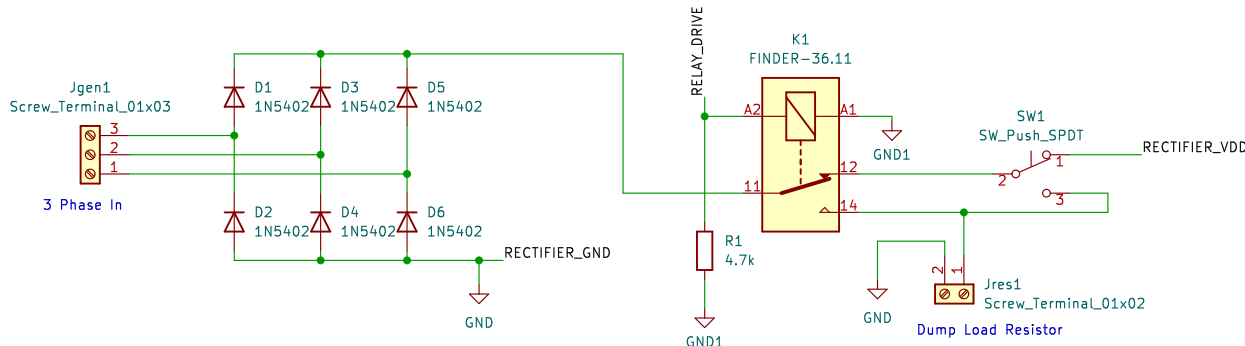 Jgen1
Screw_Terminal_01x03
3
2
1
3 Phase In
D1
1N5402
D3
1N5402
D5
1N5402
D2
1N5402
D4
1N5402
D6
1N5402
RECTIFIER_GND
GND
RELAY_DRIVE
K1
FINDER-36.11
A2
A1
11
12
14
GND1
R1
4.7k
GND1
SW1
SW_Push_SPDT
1
2
3
RECTIFIER_VDD
2
1
Jres1
Screw_Terminal_01x02
GND
Dump Load Resistor